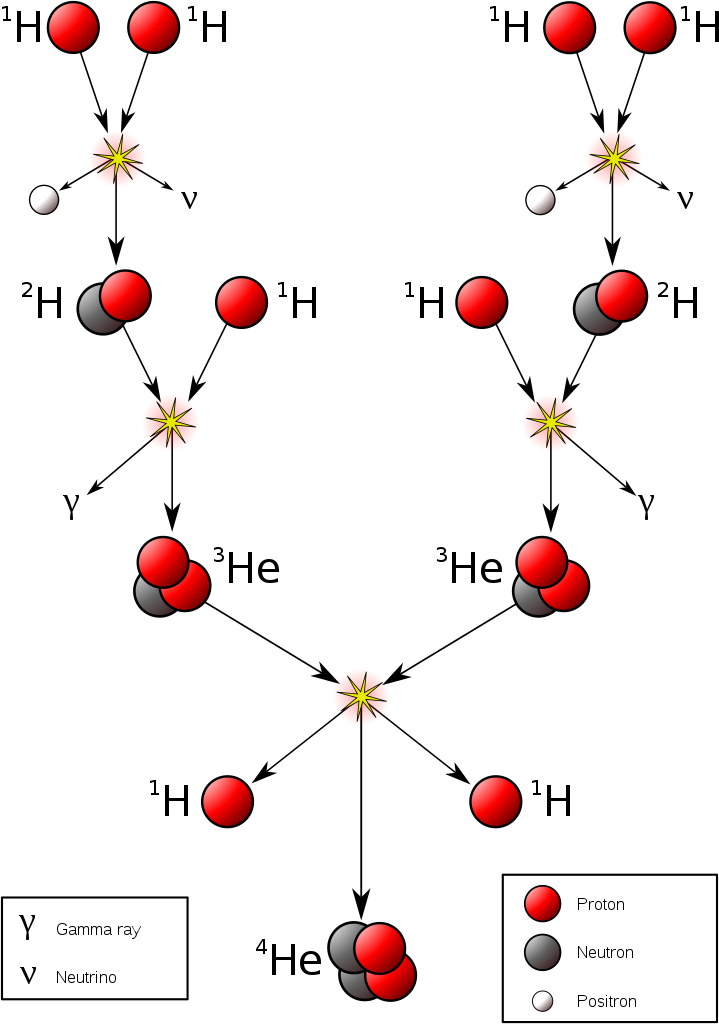 ¹H ¹H ¹H ¹H
ν ν
²H ¹H ¹H ²H
γ γ
³He ³He
¹H ¹H
⁴He
γ Gamma ray
ν Neutrino
Proton
Neutron
Positron